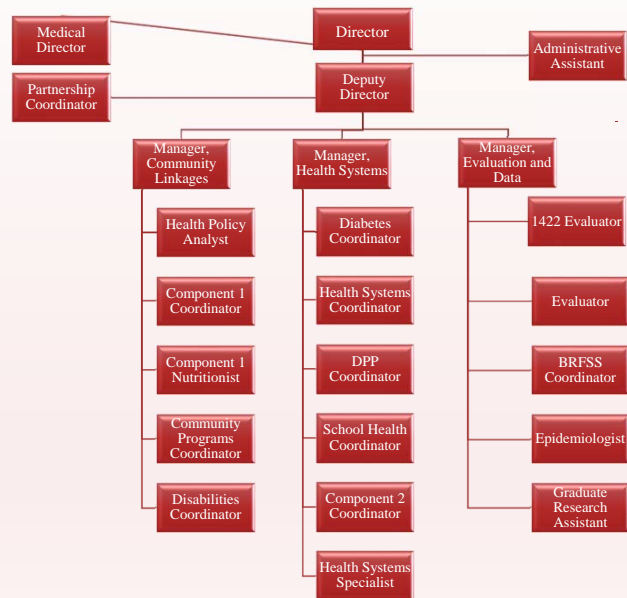 Medical
Director
Director
Administrative
Assistant
Partnership
Coordinator
Deputy
Director
Manager,
Community
Linkages
Manager,
Health Systems
Manager,
Evaluation and
Data
Health Policy
Analyst
Component 1
Coordinator
Component 1
Nutritionist
Community
Programs
Coordinator
Disabilities
Coordinator
Diabetes
Coordinator
Health Systems
Coordinator
DPP
Coordinator
School Health
Coordinator
Component 2
Coordinator
Health Systems
Specialist
1422 Evaluator
Evaluator
BRFSS
Coordinator
Epidemiologist
Graduate
Research
Assistant